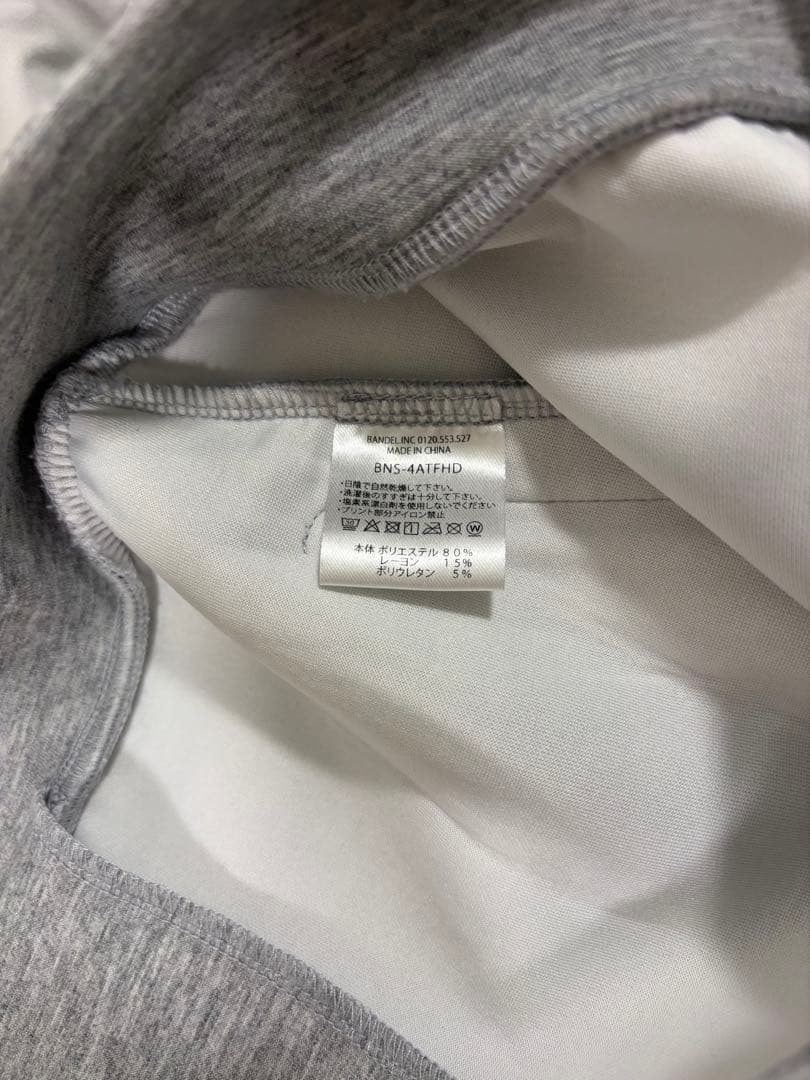 BANDEL.INC 0120.553.527
MADE IN CHINA
BNS-4ATFHD
・日陰で自然乾燥して下さい。
・洗濯後のすすぎは十分して下さい。
・塩素系漂白剤を使用しないでください
・プリント部分アイロン禁止
本体 ポリエステル 80%
レーヨン 15%
ポリウレタン 5%